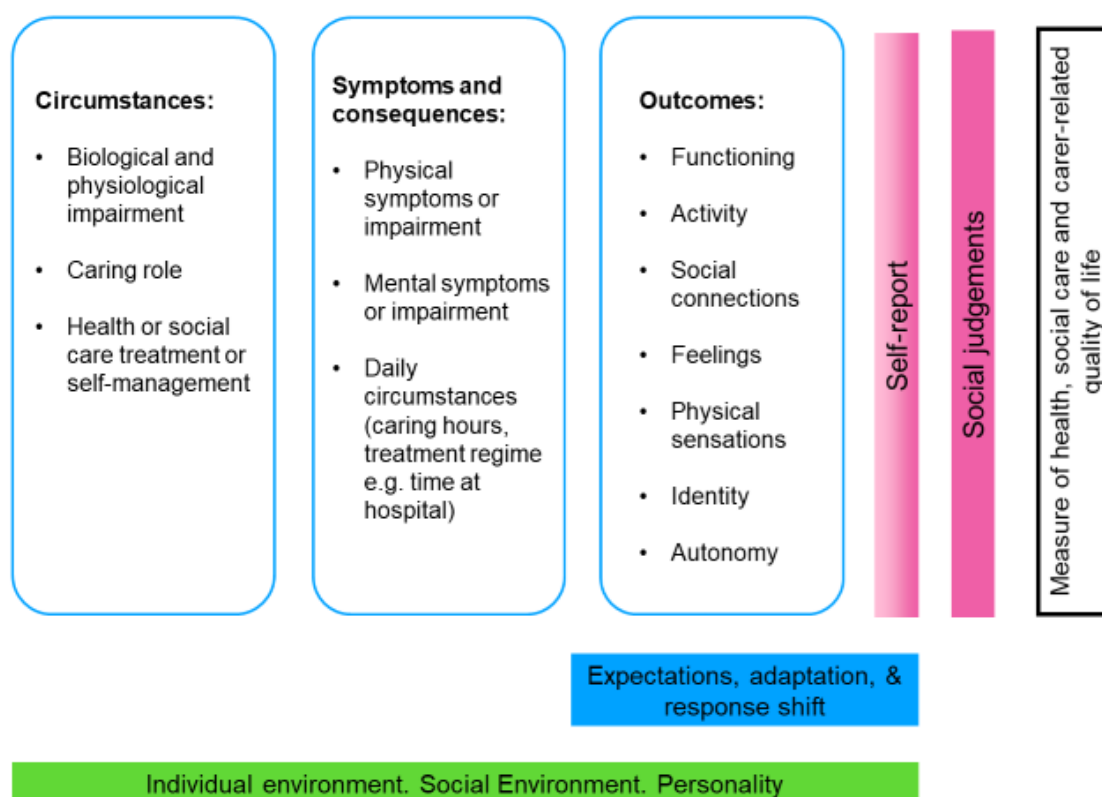 Circumstances:
• Biological and
physiological
impairment
• Caring role
• Health or social
care treatment or
self-management
Symptoms and
consequences:
• Physical
symptoms or
impairment
• Mental symptoms
or impairment
• Daily
circumstances
(caring hours,
treatment regime
e.g. time at
hospital)
Outcomes:
• Functioning
• Activity
• Social
connections
• Feelings
• Physical
sensations
• Identity
• Autonomy
Self-report
Social judgements
Measure of health, social care and carer-related
quality of life
Expectations, adaptation, &
response shift
Individual environment. Social Environment. Personality